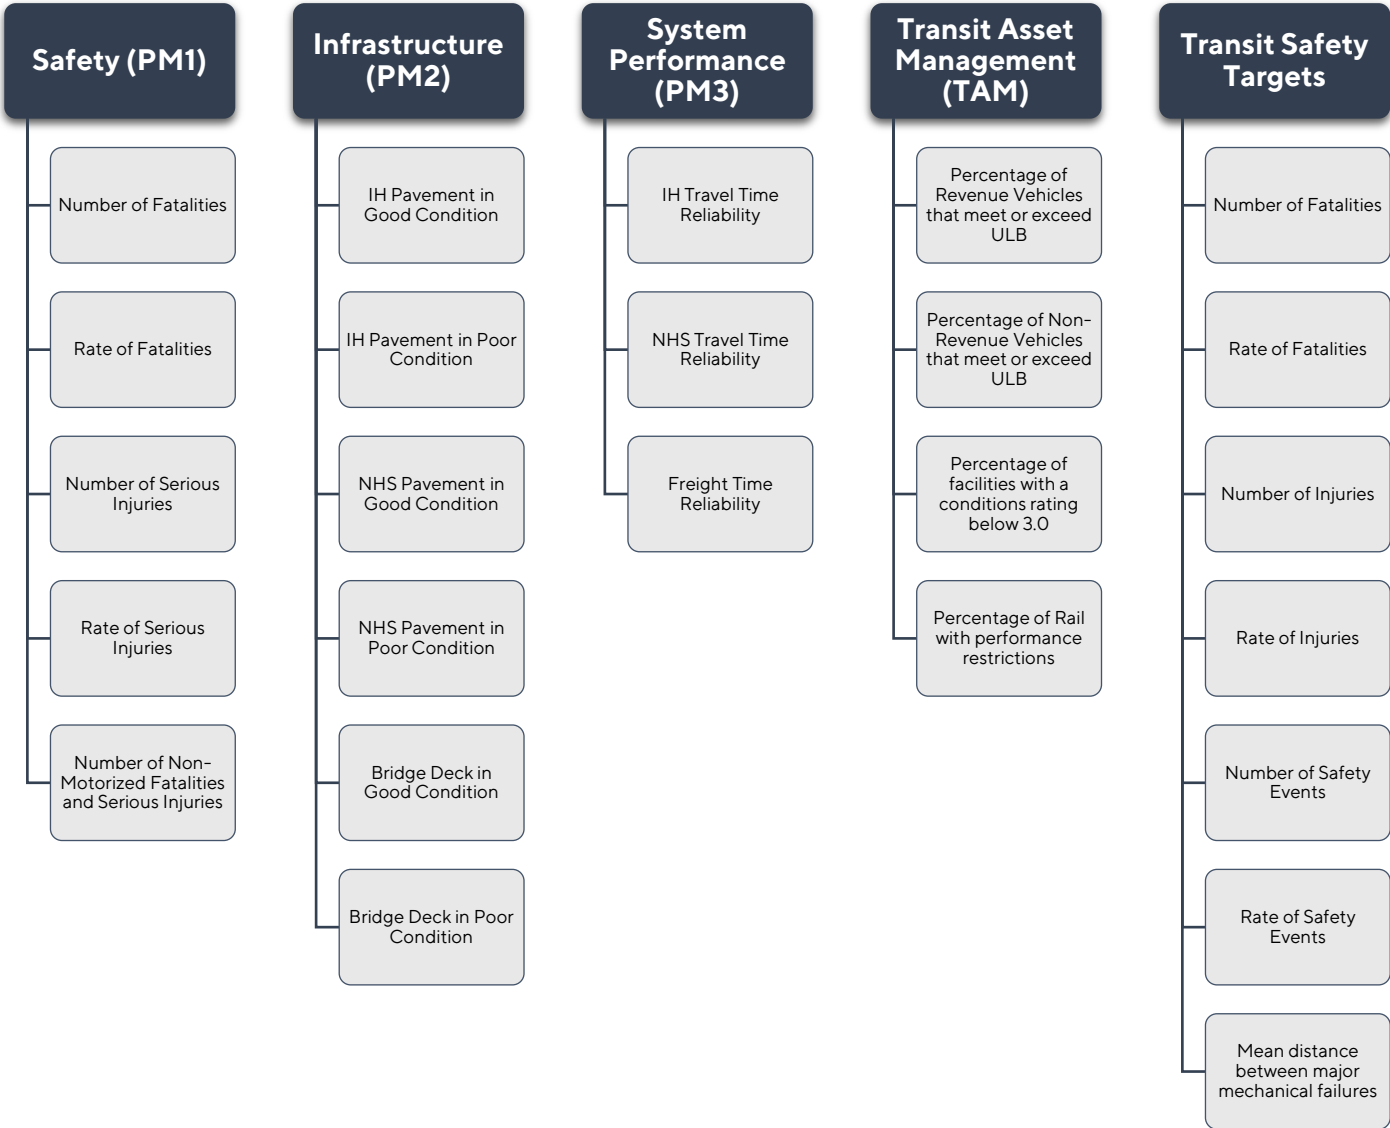 Safety (PM1)
Number of Fatalities
Rate of Fatalities
Number of Serious
Injuries
Rate of Serious
Injuries
Number of Non-
Motorized Fatalities
and Serious Injuries
Infrastructure
(PM2)
IH Pavement in
Good Condition
IH Pavement in Poor
Condition
NHS Pavement in
Good Condition
NHS Pavement in
Poor Condition
Bridge Deck in
Good Condition
Bridge Deck in Poor
Condition
System
Performance
(PM3)
IH Travel Time
Reliability
NHS Travel Time
Reliability
Freight Time
Reliability
Transit Asset
Management
(TAM)
Percentage of
Revenue Vehicles
that meet or exceed
ULB
Percentage of Non-
Revenue Vehicles
that meet or exceed
ULB
Percentage of
facilities with a
conditions rating
below 3.0
Percentage of Rail
with performance
restrictions
Transit Safety
Targets
Number of Fatalities
Rate of Fatalities
Number of Injuries
Rate of Injuries
Number of Safety
Events
Rate of Safety
Events
Mean distance
between major
mechanical failures